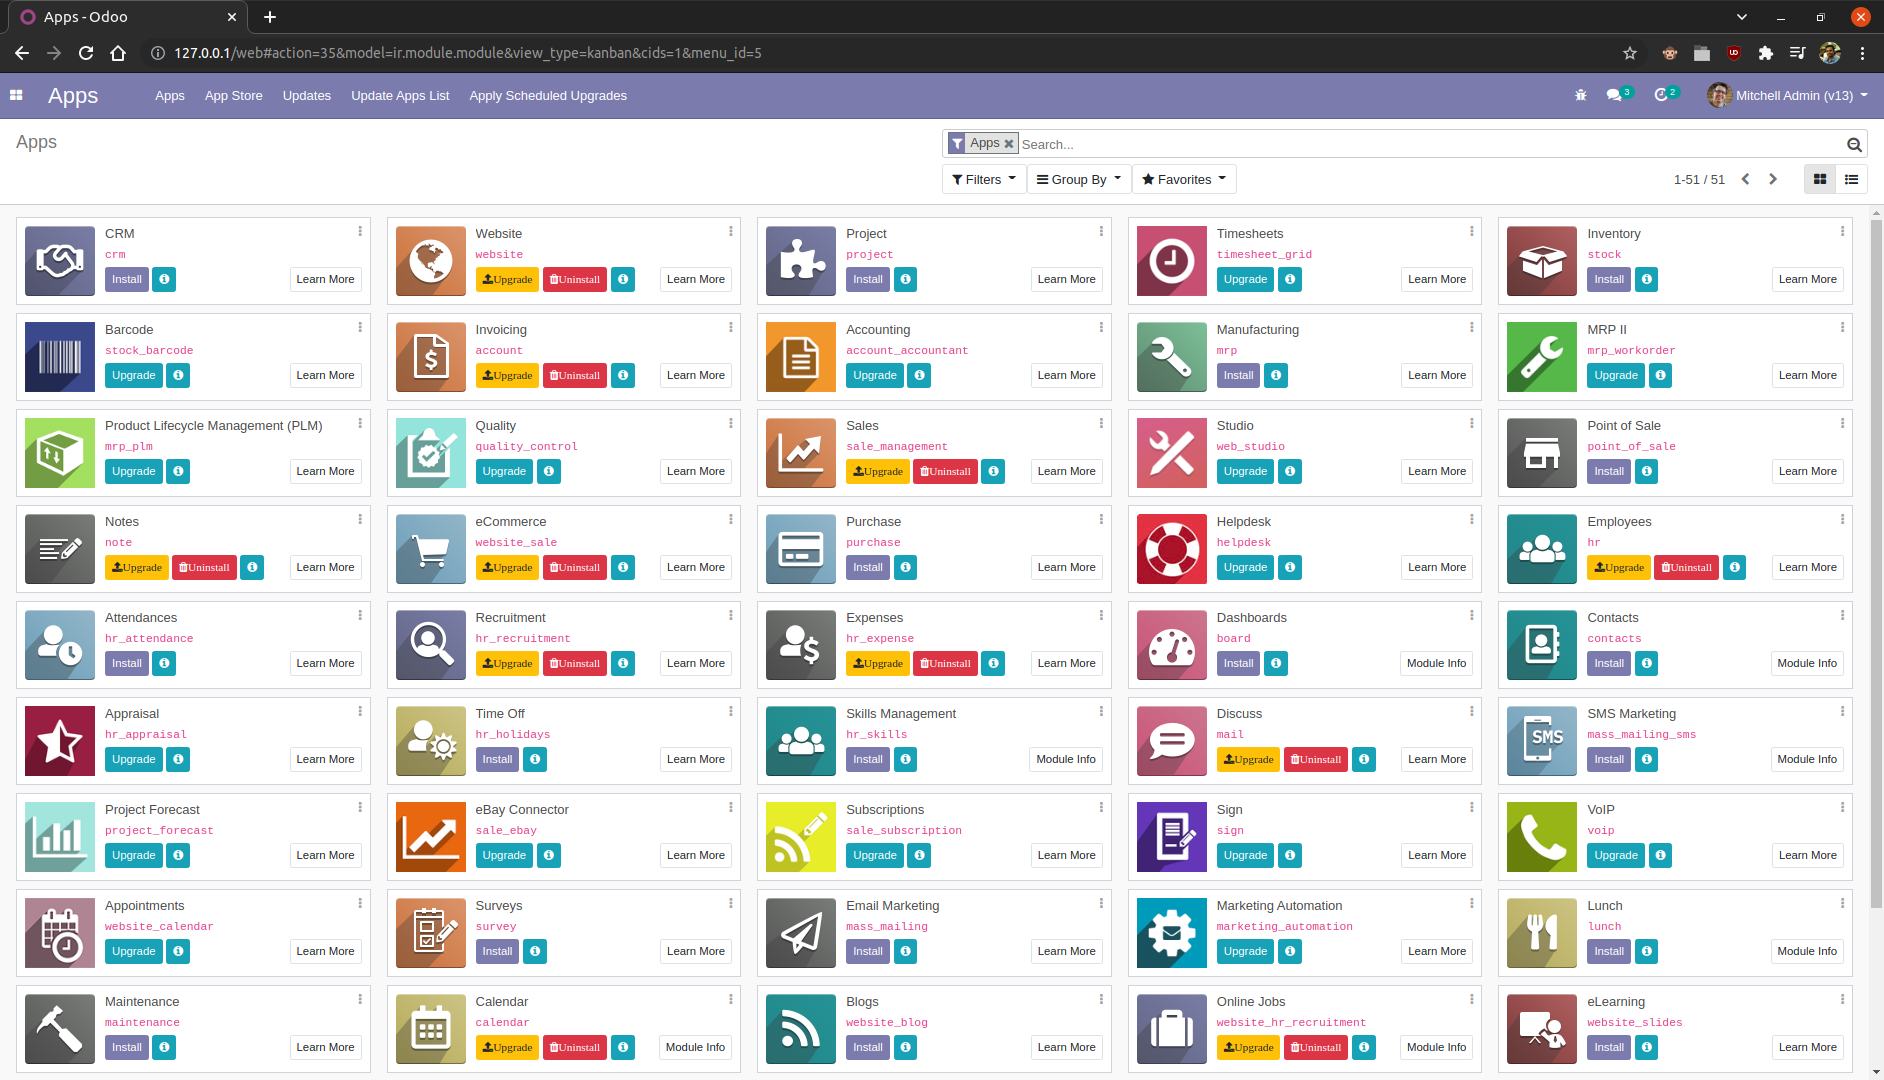 Apps - Odoo
127.0.0.1/web#action=35&model=ir.module.module&view_type=kanban&cids=1&menu_id=5
Apps Apps App Store Updates Update Apps List Apply Scheduled Upgrades 3 2 Mitchell Admin (v13)
Apps
Apps Search...
Filters Group By Favorites 1-51 / 51
CRM
crm
Install Learn More
Website
website
Upgrade Uninstall Learn More
Project
project
Install Learn More
Timesheets
timesheet_grid
Upgrade Learn More
Inventory
stock
Install Learn More
Barcode
stock_barcode
Upgrade Learn More
Invoicing
account
Upgrade Uninstall Learn More
Accounting
account_accountant
Upgrade Learn More
Manufacturing
mrp
Install Learn More
MRP II
mrp_workorder
Upgrade Learn More
Product Lifecycle Management (PLM)
mrp_plm
Upgrade Learn More
Quality
quality_control
Upgrade Learn More
Sales
sale_management
Upgrade Uninstall Learn More
Studio
web_studio
Upgrade Learn More
Point of Sale
point_of_sale
Install Learn More
Notes
note
Upgrade Uninstall Learn More
eCommerce
website_sale
Upgrade Uninstall Learn More
Purchase
purchase
Install Learn More
Helpdesk
helpdesk
Upgrade Learn More
Employees
hr
Upgrade Uninstall Learn More
Attendances
hr_attendance
Install Learn More
Recruitment
hr_recruitment
Upgrade Uninstall Learn More
Expenses
hr_expense
Upgrade Uninstall Learn More
Dashboards
board
Install Module Info
Contacts
contacts
Install Module Info
Appraisal
hr_appraisal
Upgrade Learn More
Time Off
hr_holidays
Install Learn More
Skills Management
hr_skills
Install Module Info
Discuss
mail
Upgrade Uninstall Learn More
SMS
SMS Marketing
mass_mailing_sms
Install Module Info
Project Forecast
project_forecast
Upgrade Learn More
eBay Connector
sale_ebay
Upgrade Learn More
Subscriptions
sale_subscription
Upgrade Learn More
Sign
sign
Upgrade Learn More
VoIP
voip
Upgrade Learn More
Appointments
website_calendar
Upgrade Learn More
Surveys
survey
Install Learn More
Email Marketing
mass_mailing
Install Learn More
Marketing Automation
marketing_automation
Upgrade Learn More
Lunch
lunch
Install Module Info
Maintenance
maintenance
Install Learn More
Calendar
calendar
Upgrade Uninstall Module Info
Blogs
website_blog
Install Learn More
Online Jobs
website_hr_recruitment
Upgrade Uninstall Module Info
eLearning
website_slides
Install Learn More